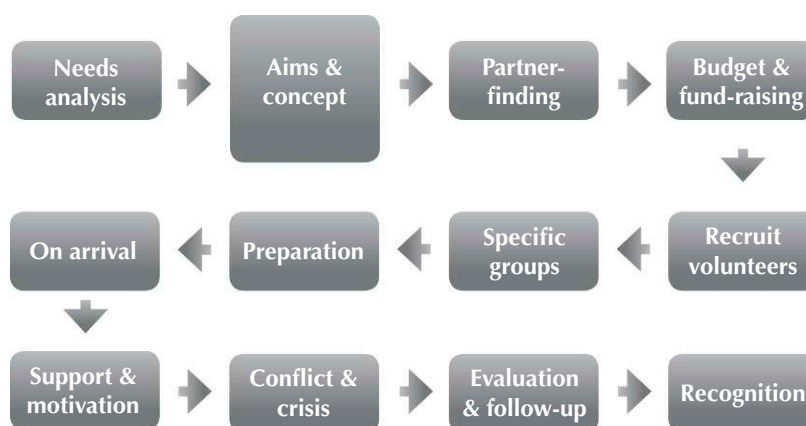 Needs
analysis
Aims &
concept
Partner-
finding
Budget &
fund-raising
Recruit
volunteers
Specific
groups
Preparation
On arrival
Support &
motivation
Conflict &
crisis
Evaluation
& follow-up
Recognition